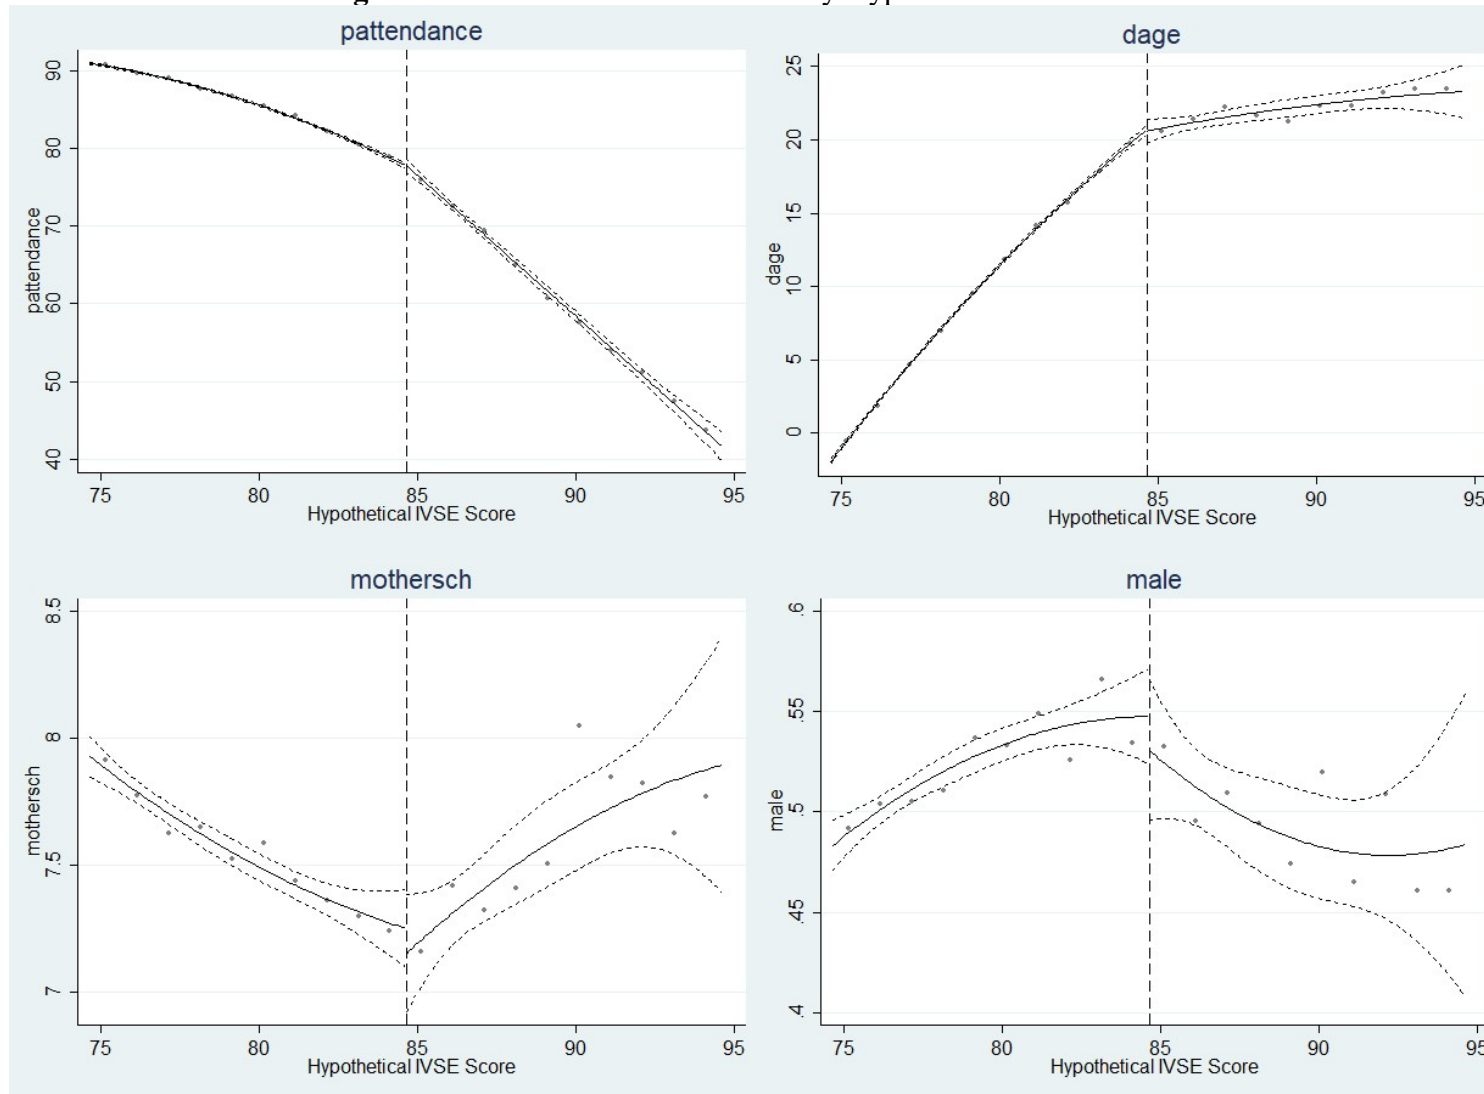 pattendance
pattendance
90
80
70
60
50
40
75 80 85 90 95
Hypothetical IVSE Score
dage
dage
25
20
15
10
5
0
75 80 85 90 95
Hypothetical IVSE Score
mothersch
mothersch
8.5
8
7.5
7
75 80 85 90 95
Hypothetical IVSE Score
male
male
.6
.55
.5
.45
.4
75 80 85 90 95
Hypothetical IVSE Score